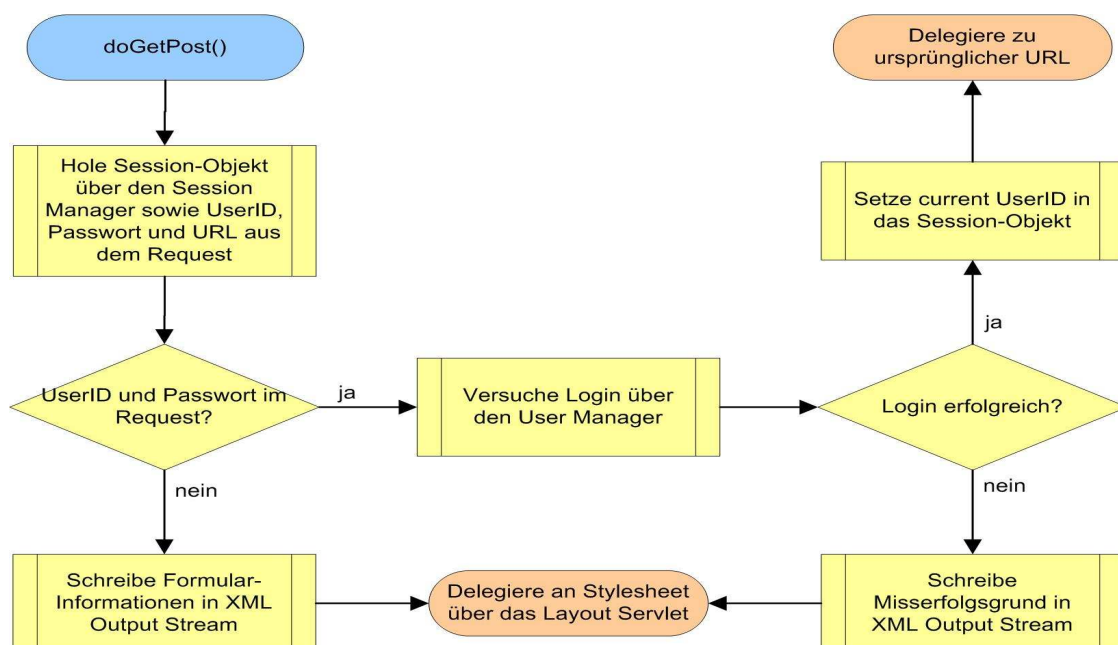 doGetPost()
Hole Session-Objekt
über den Session
Manager sowie UserID,
Passwort und URL aus
dem Request
UserID und Passwort im
Request?
ja
nein
Schreibe Formular-
Informationen in XML
Output Stream
Versuche Login über
den User Manager
Login erfolgreich?
ja
Setze current UserID in
das Session-Objekt
Delegiere zu
ursprünglicher URL
nein
Schreibe
Misserfolgsgrund in
XML Output Stream
Delegiere an Stylesheet
über das Layout Servlet